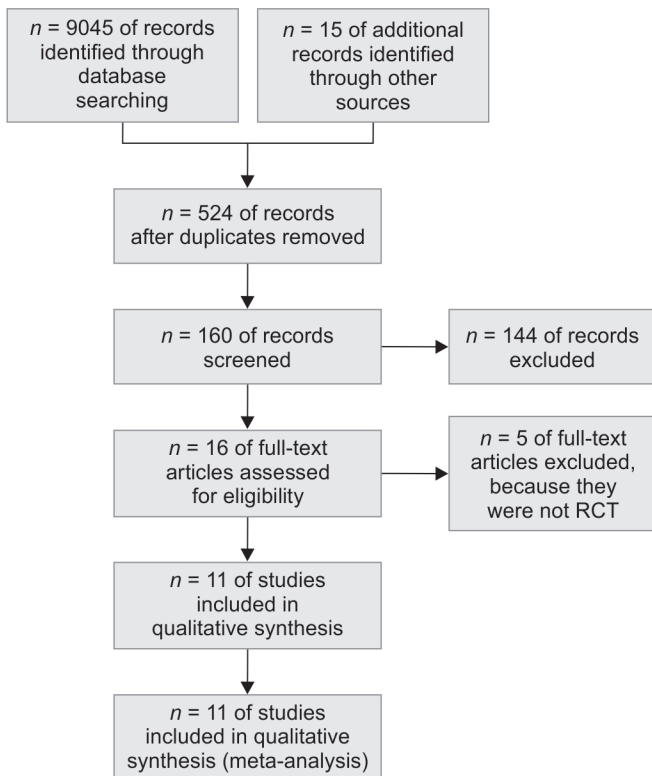 n = 9045 of records
identified through
database
searching
n = 15 of additional
records identified
through other
sources
n = 524 of records
after duplicates removed
n = 160 of records
screened
n = 144 of records
excluded
n = 16 of full-text
articles assessed
for eligibility
n = 5 of full-text
articles excluded,
because they
were not RCT
n = 11 of studies
included in
qualitative synthesis
n = 11 of studies
included in qualitative
synthesis (meta-analysis)